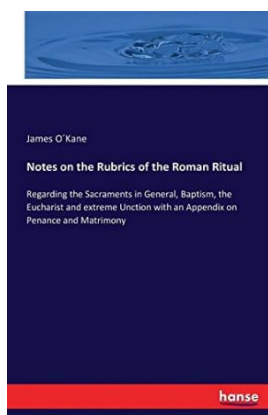 James O´Kane
Notes on the Rubrics of the Roman Ritual
Regarding the Sacraments in General, Baptism, the
Eucharist and extreme Unction with an Appendix on
Penance and Matrimony
hanse